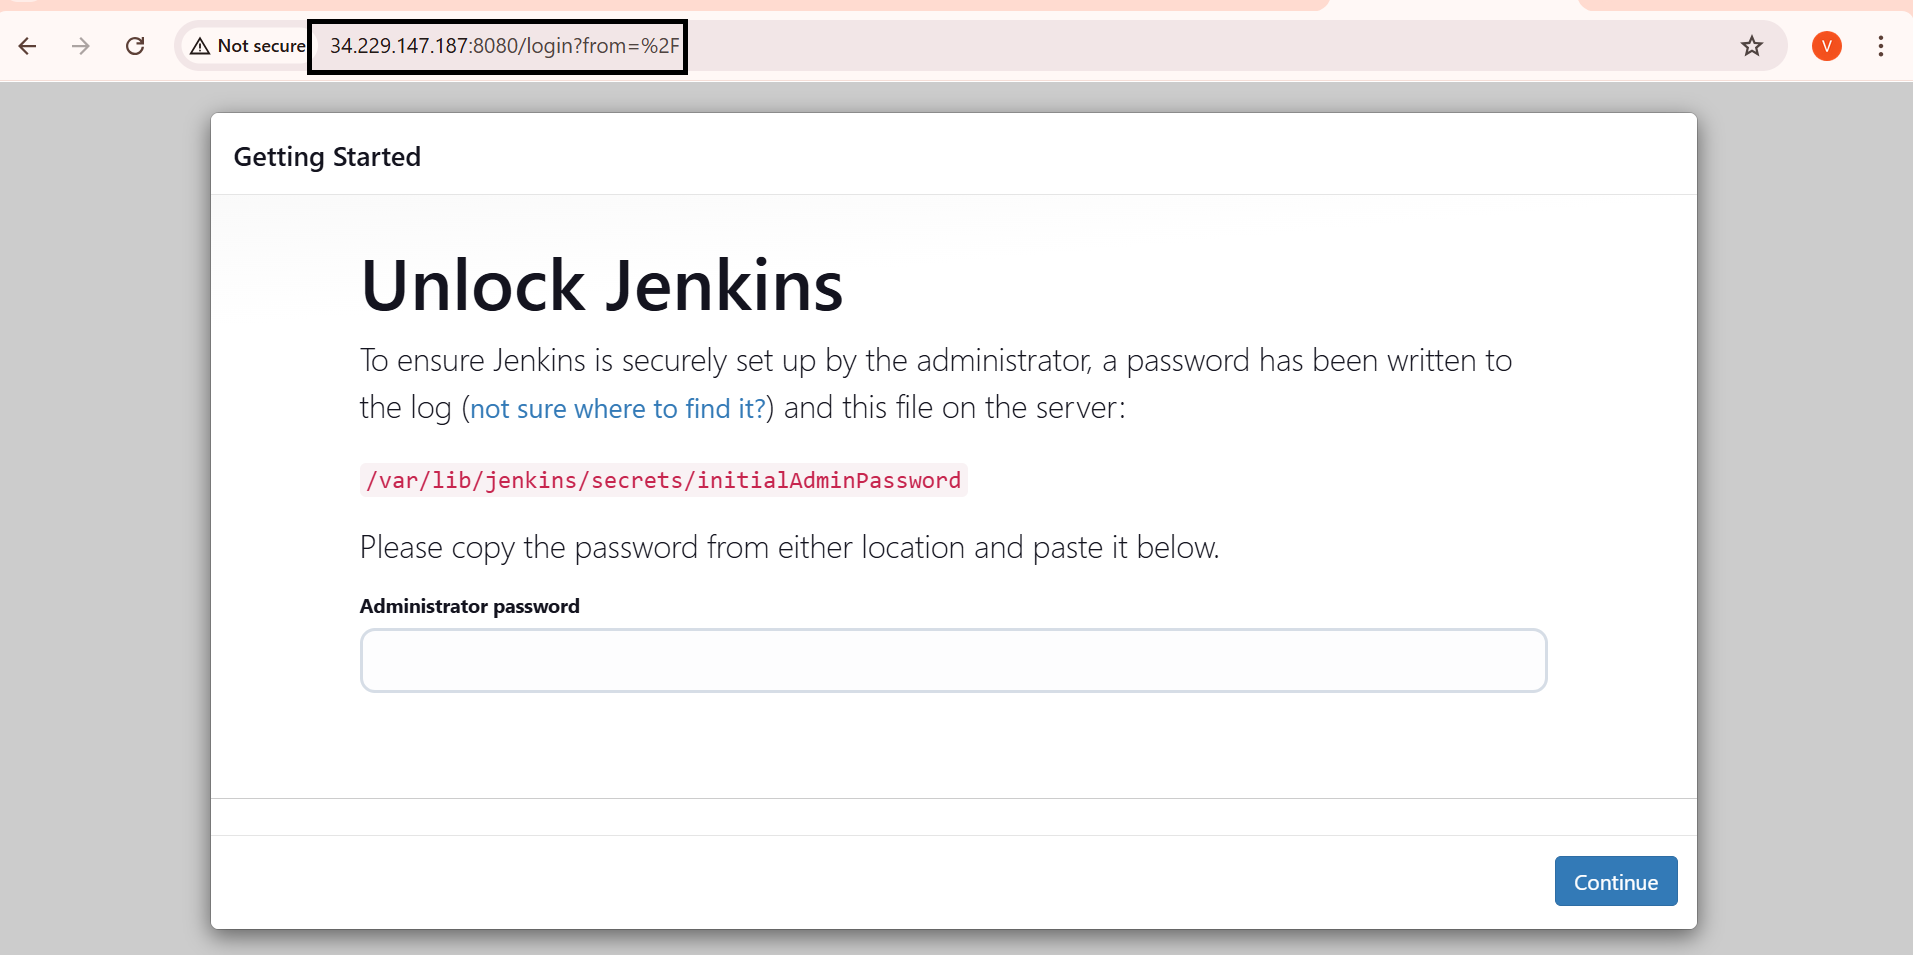 Not secure 34.229.147.187:8080/login?from=%2F
V
Getting Started
Unlock Jenkins
To ensure Jenkins is securely set up by the administrator, a password has been written to
the log (not sure where to find it?) and this file on the server:
/var/lib/jenkins/secrets/initialAdminPassword
Please copy the password from either location and paste it below.
Administrator password
Continue